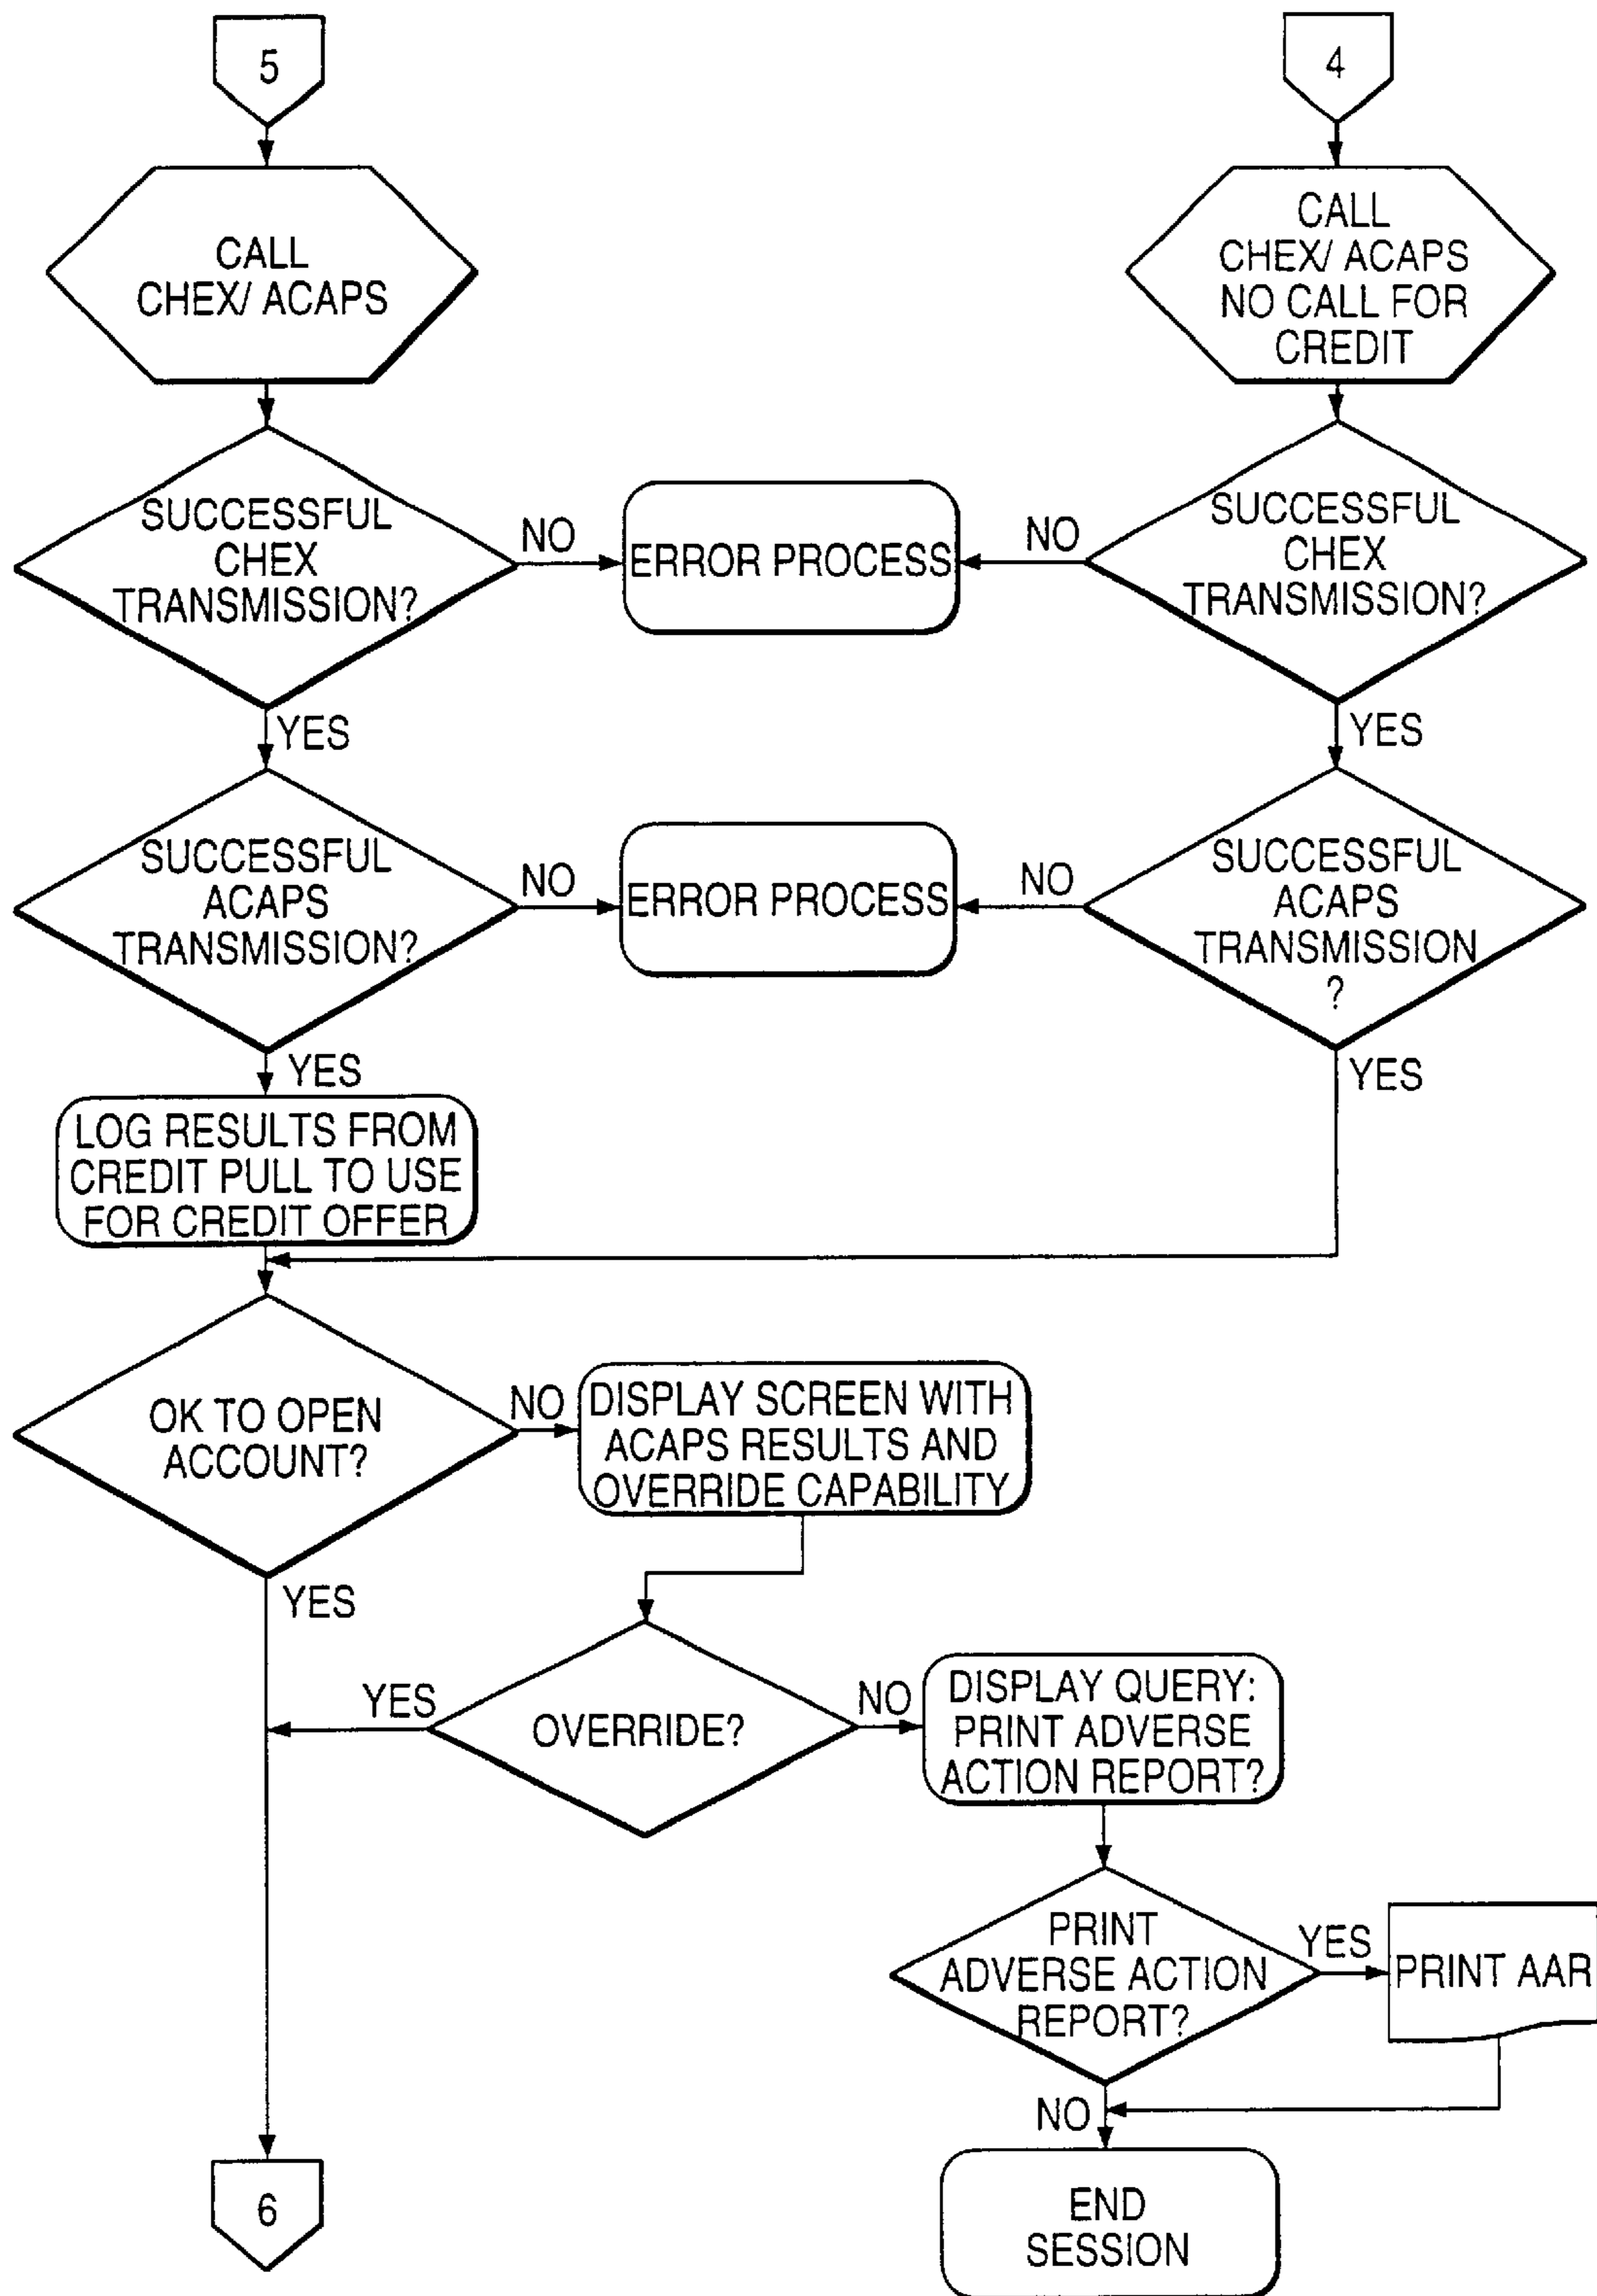 5
4
CALL
CHEX/ ACAPS
CALL
CHEX/ ACAPS
NO CALL FOR
CREDIT
SUCCESSFUL
CHEX
TRANSMISSION?
NO
ERROR PROCESS
NO
SUCCESSFUL
CHEX
TRANSMISSION?
YES
YES
SUCCESSFUL
ACAPS
TRANSMISSION?
NO
ERROR PROCESS
NO
SUCCESSFUL
ACAPS
TRANSMISSION
?
YES
YES
LOG RESULTS FROM
CREDIT PULL TO USE
FOR CREDIT OFFER
OK TO OPEN
ACCOUNT?
NO
DISPLAY SCREEN WITH
ACAPS RESULTS AND
OVERRIDE CAPABILITY
YES
YES
OVERRIDE?
NO
DISPLAY QUERY:
PRINT ADVERSE
ACTION REPORT?
PRINT
ADVERSE ACTION
REPORT?
YES
PRINT AAR
NO
6
END
SESSION